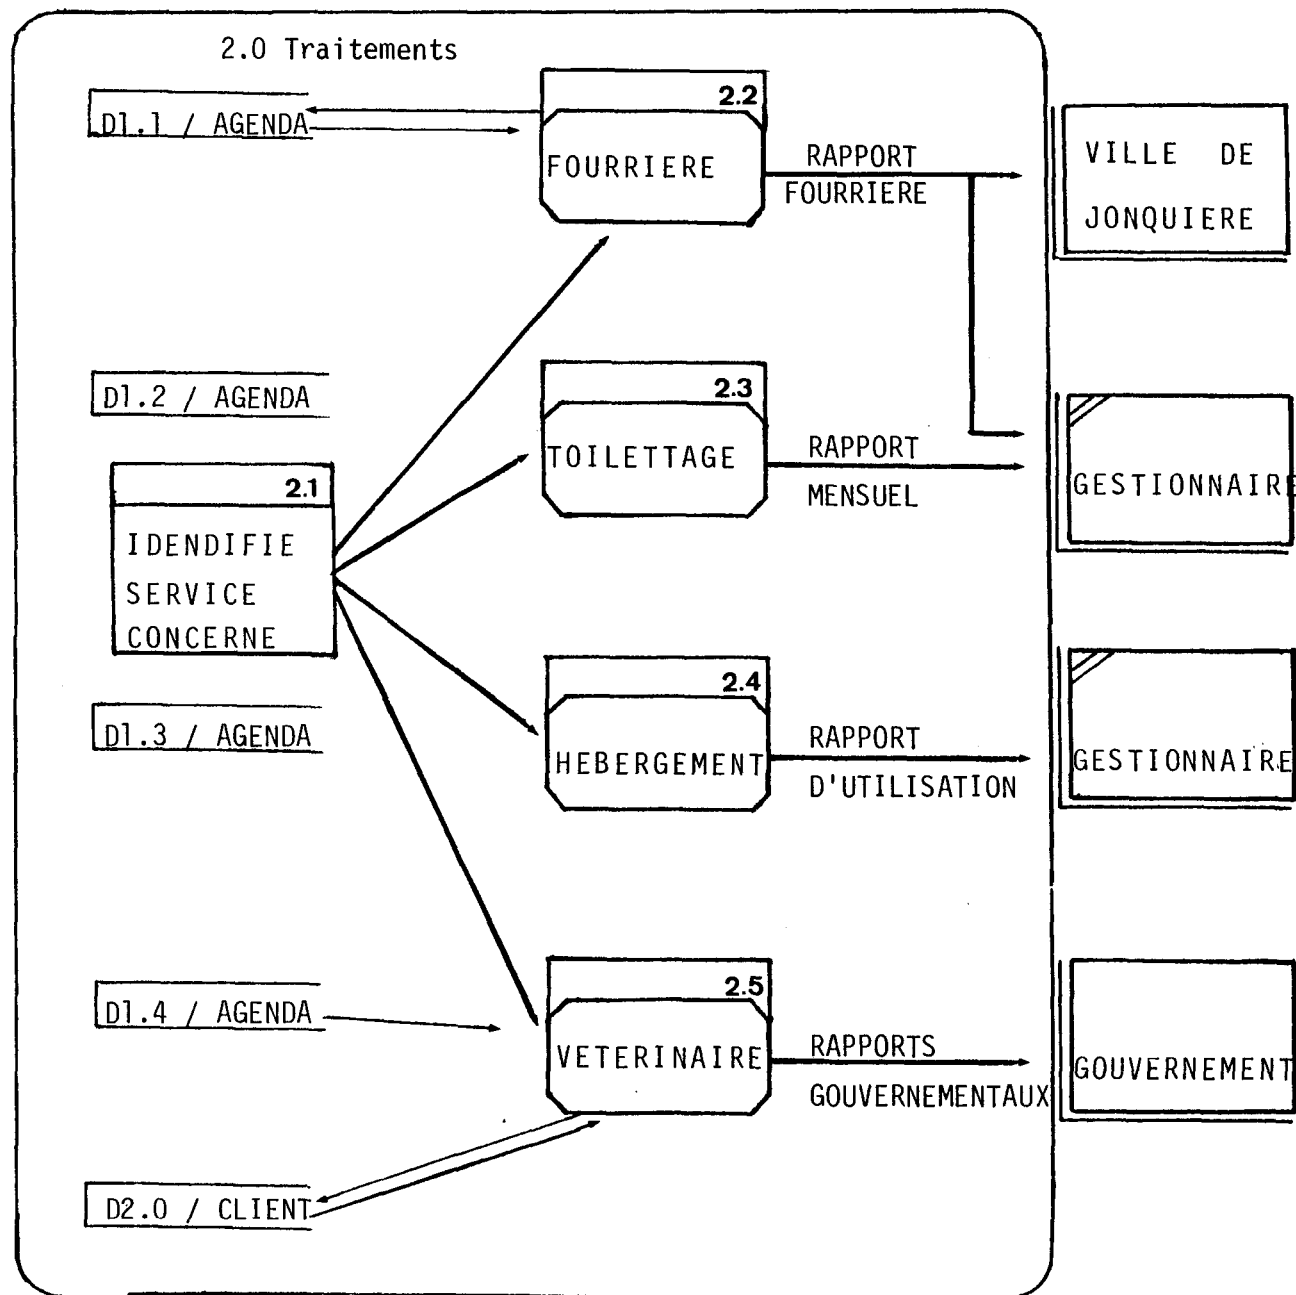 2.0 Traitements
D1.1 / AGENDA
2.2
FOURRIERE
RAPPORT
FOURRIERE
VILLE DE
JONQUIERE
D1.2 / AGENDA
2.3
TOILETTAGE
RAPPORT
MENSUEL
GESTIONNAIRE
2.1
IDENDIFIE
SERVICE
CONCERNE
D1.3 / AGENDA
2.4
HEBERGEMENT
RAPPORT
D'UTILISATION
GESTIONNAIRE
D1.4 / AGENDA
2.5
VETERINAIRE
RAPPORTS
GOUVERNEMENTAUX
GOUVERNEMENT
D2.0 / CLIENT